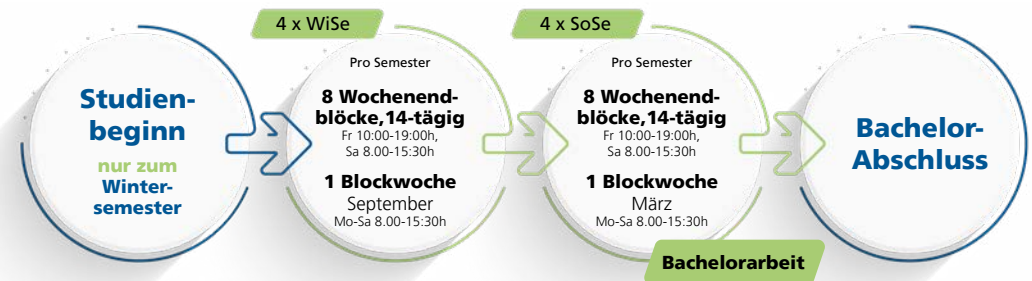 Studien-
beginn
nur zum
Winter-
semester
4 x WiSe
Pro Semester
8 Wochenend-
blöcke,14-tägig
Fr 10:00-19:00h,
Sa 8.00-15:30h
1 Blockwoche
September
Mo-Sa 8.00-15:30h
4 x SoSe
Pro Semester
8 Wochenend-
blöcke,14-tägig
Fr 10:00-19:00h,
Sa 8.00-15:30h
1 Blockwoche
März
Mo-Sa 8.00-15:30h
Bachelorarbeit
Bachelor-
Abschluss